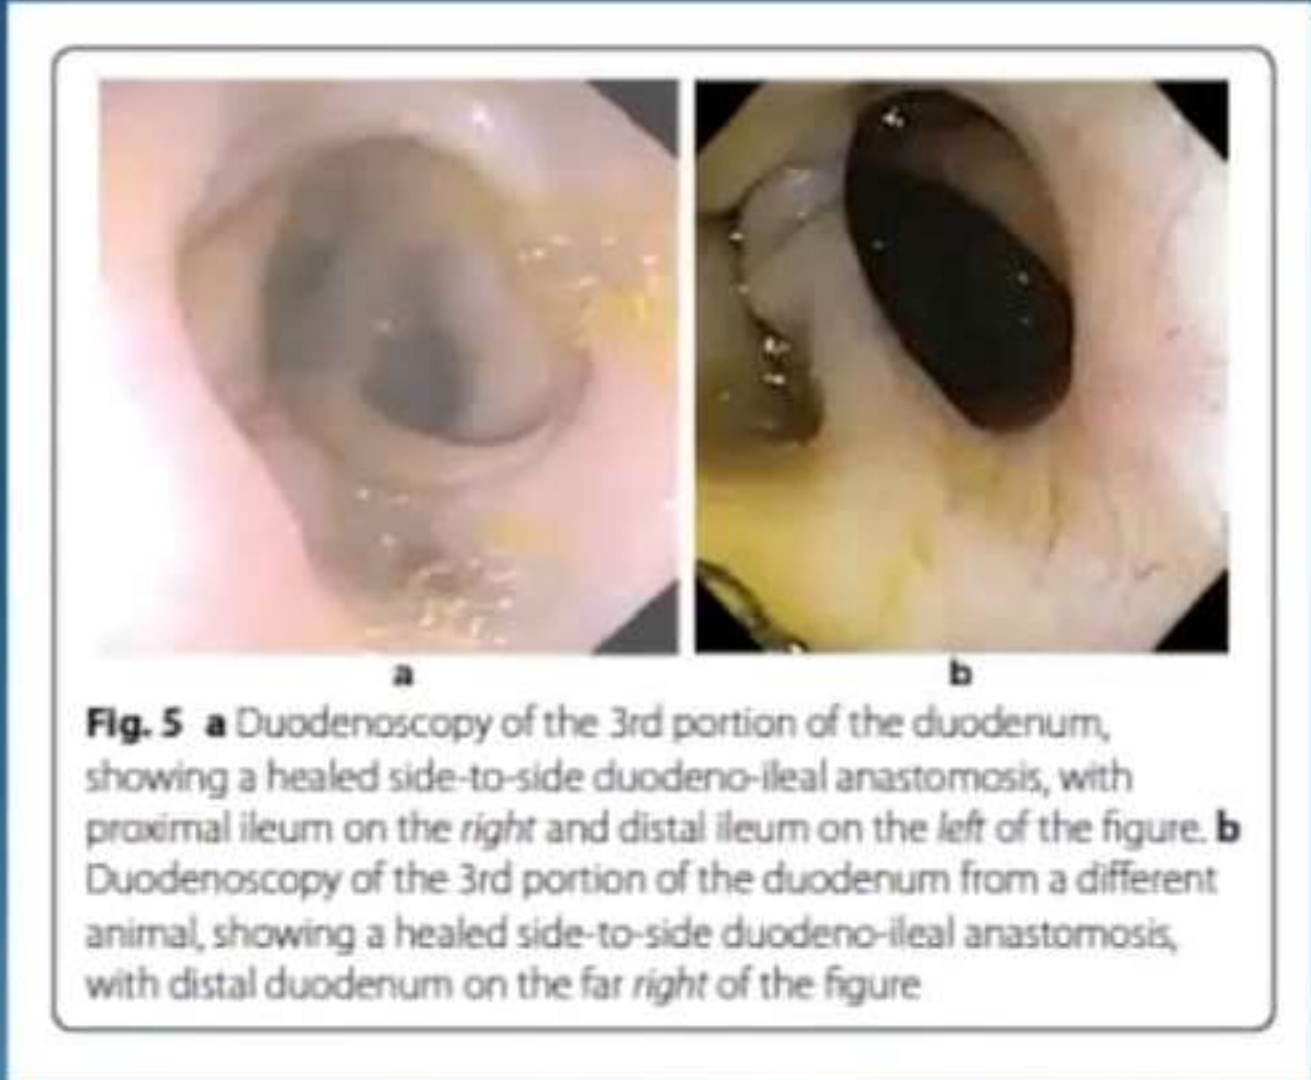 a
b
Fig. 5 a Duodenoscopy of the 3rd portion of the duodenum,
showing a healed side-to-side duodeno-ileal anastomosis, with
proximal ileum on the right and distal ileum on the left of the figure. b
Duodenoscopy of the 3rd portion of the duodenum from a different
animal, showing a healed side-to-side duodeno-ileal anastomosis,
with distal duodenum on the far right of the figure